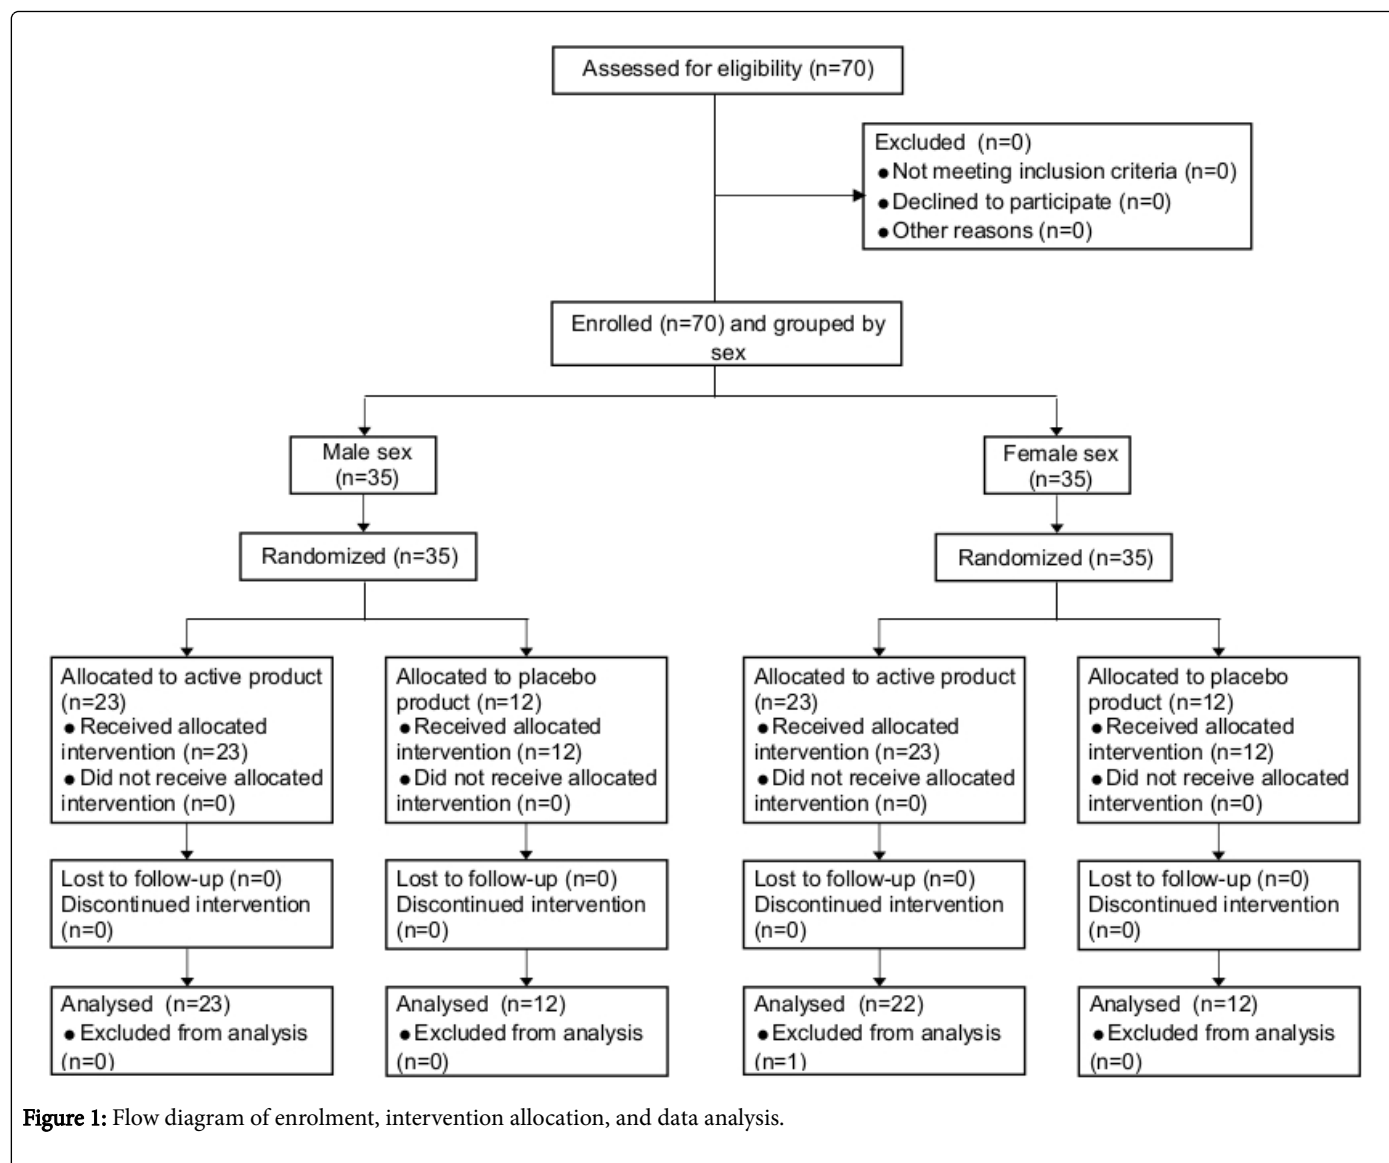 Assessed for eligibility (n=70)
Excluded (n=0)
● Not meeting inclusion criteria (n=0)
● Declined to participate (n=0)
● Other reasons (n=0)
Enrolled (n=70) and grouped by
sex
Male sex
(n=35)
Female sex
(n=35)
Randomized (n=35)
Randomized (n=35)
Allocated to active product
(n=23)
● Received allocated
intervention (n=23)
● Did not receive allocated
intervention (n=0)
Allocated to placebo
product (n=12)
● Received allocated
intervention (n=12)
● Did not receive allocated
intervention (n=0)
Allocated to active product
(n=23)
● Received allocated
intervention (n=23)
● Did not receive allocated
intervention (n=0)
Allocated to placebo
product (n=12)
● Received allocated
intervention (n=12)
● Did not receive allocated
intervention (n=0)
Lost to follow-up (n=0)
Discontinued intervention
(n=0)
Lost to follow-up (n=0)
Discontinued intervention
(n=0)
Lost to follow-up (n=0)
Discontinued intervention
(n=0)
Lost to follow-up (n=0)
Discontinued intervention
(n=0)
Analysed (n=23)
● Excluded from analysis
(n=0)
Analysed (n=12)
● Excluded from analysis
(n=0)
Analysed (n=22)
● Excluded from analysis
(n=1)
Analysed (n=12)
● Excluded from analysis
(n=0)
Figure 1: Flow diagram of enrolment, intervention allocation, and data analysis.